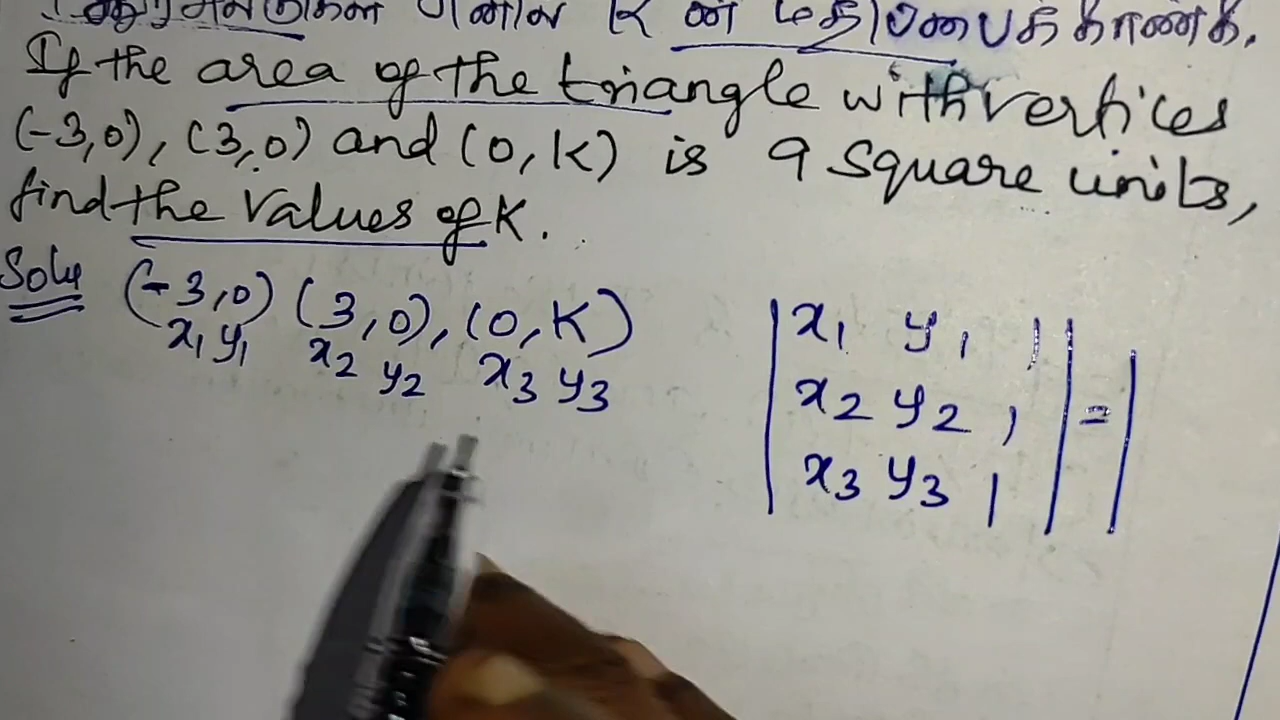 K ன் மதிப்பைக் காண்க.
If the area of the triangle with vertices
(-3,0), (3,0) and (0,K) is 9 square units,
find the values of K.
Soln (-3,0) (3,0), (0,K)
x1 y1 x2 y2 x3 y3
| x1 y1 1 | = |
x2 y2 1
x3 y3 1